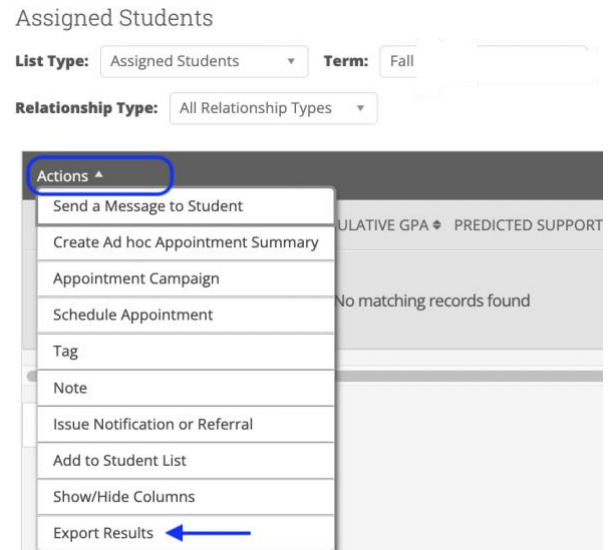 Assigned Students
List Type: Assigned Students Term: Fall
Relationship Type: All Relationship Types
Actions
Send a Message to Student
ULATIVE GPA PREDICTED SUPPORT
Create Ad hoc Appointment Summary
Appointment Campaign
No matching records found
Schedule Appointment
Tag
Note
Issue Notification or Referral
Add to Student List
Show/Hide Columns
Export Results